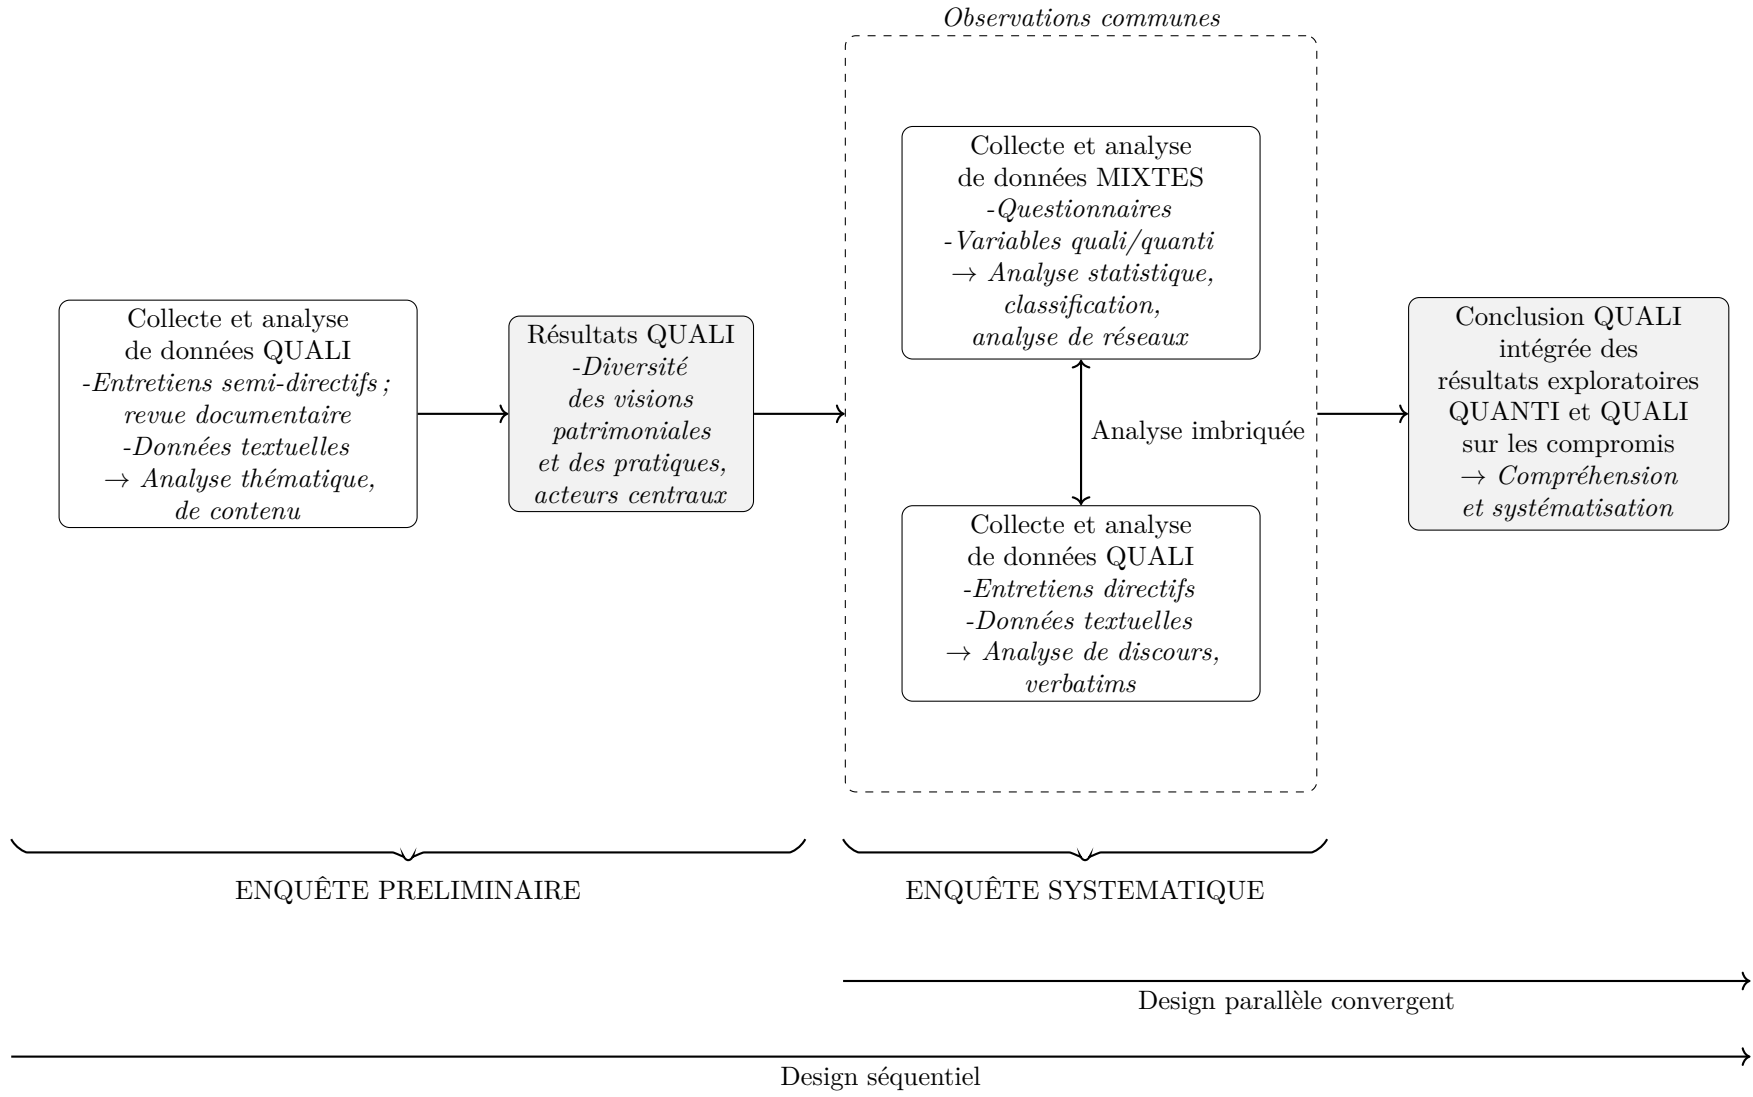 Observations communes
Collecte et analyse
de données QUALI
-Entretiens semi-directifs ;
revue documentaire
-Données textuelles
→ Analyse thématique,
de contenu
Résultats QUALI
-Diversité
des visions
patrimoniales
et des pratiques,
acteurs centraux
Collecte et analyse
de données MIXTES
-Questionnaires
-Variables quali/quanti
→ Analyse statistique,
classification,
analyse de réseaux
Analyse imbriquée
Collecte et analyse
de données QUALI
-Entretiens directifs
-Données textuelles
→ Analyse de discours,
verbatims
Conclusion QUALI
intégrée des
résultats exploratoires
QUANTI et QUALI
sur les compromis
→ Compréhension
et systématisation
ENQUÊTE PRELIMINAIRE
ENQUÊTE SYSTEMATIQUE
Design parallèle convergent
Design séquentiel